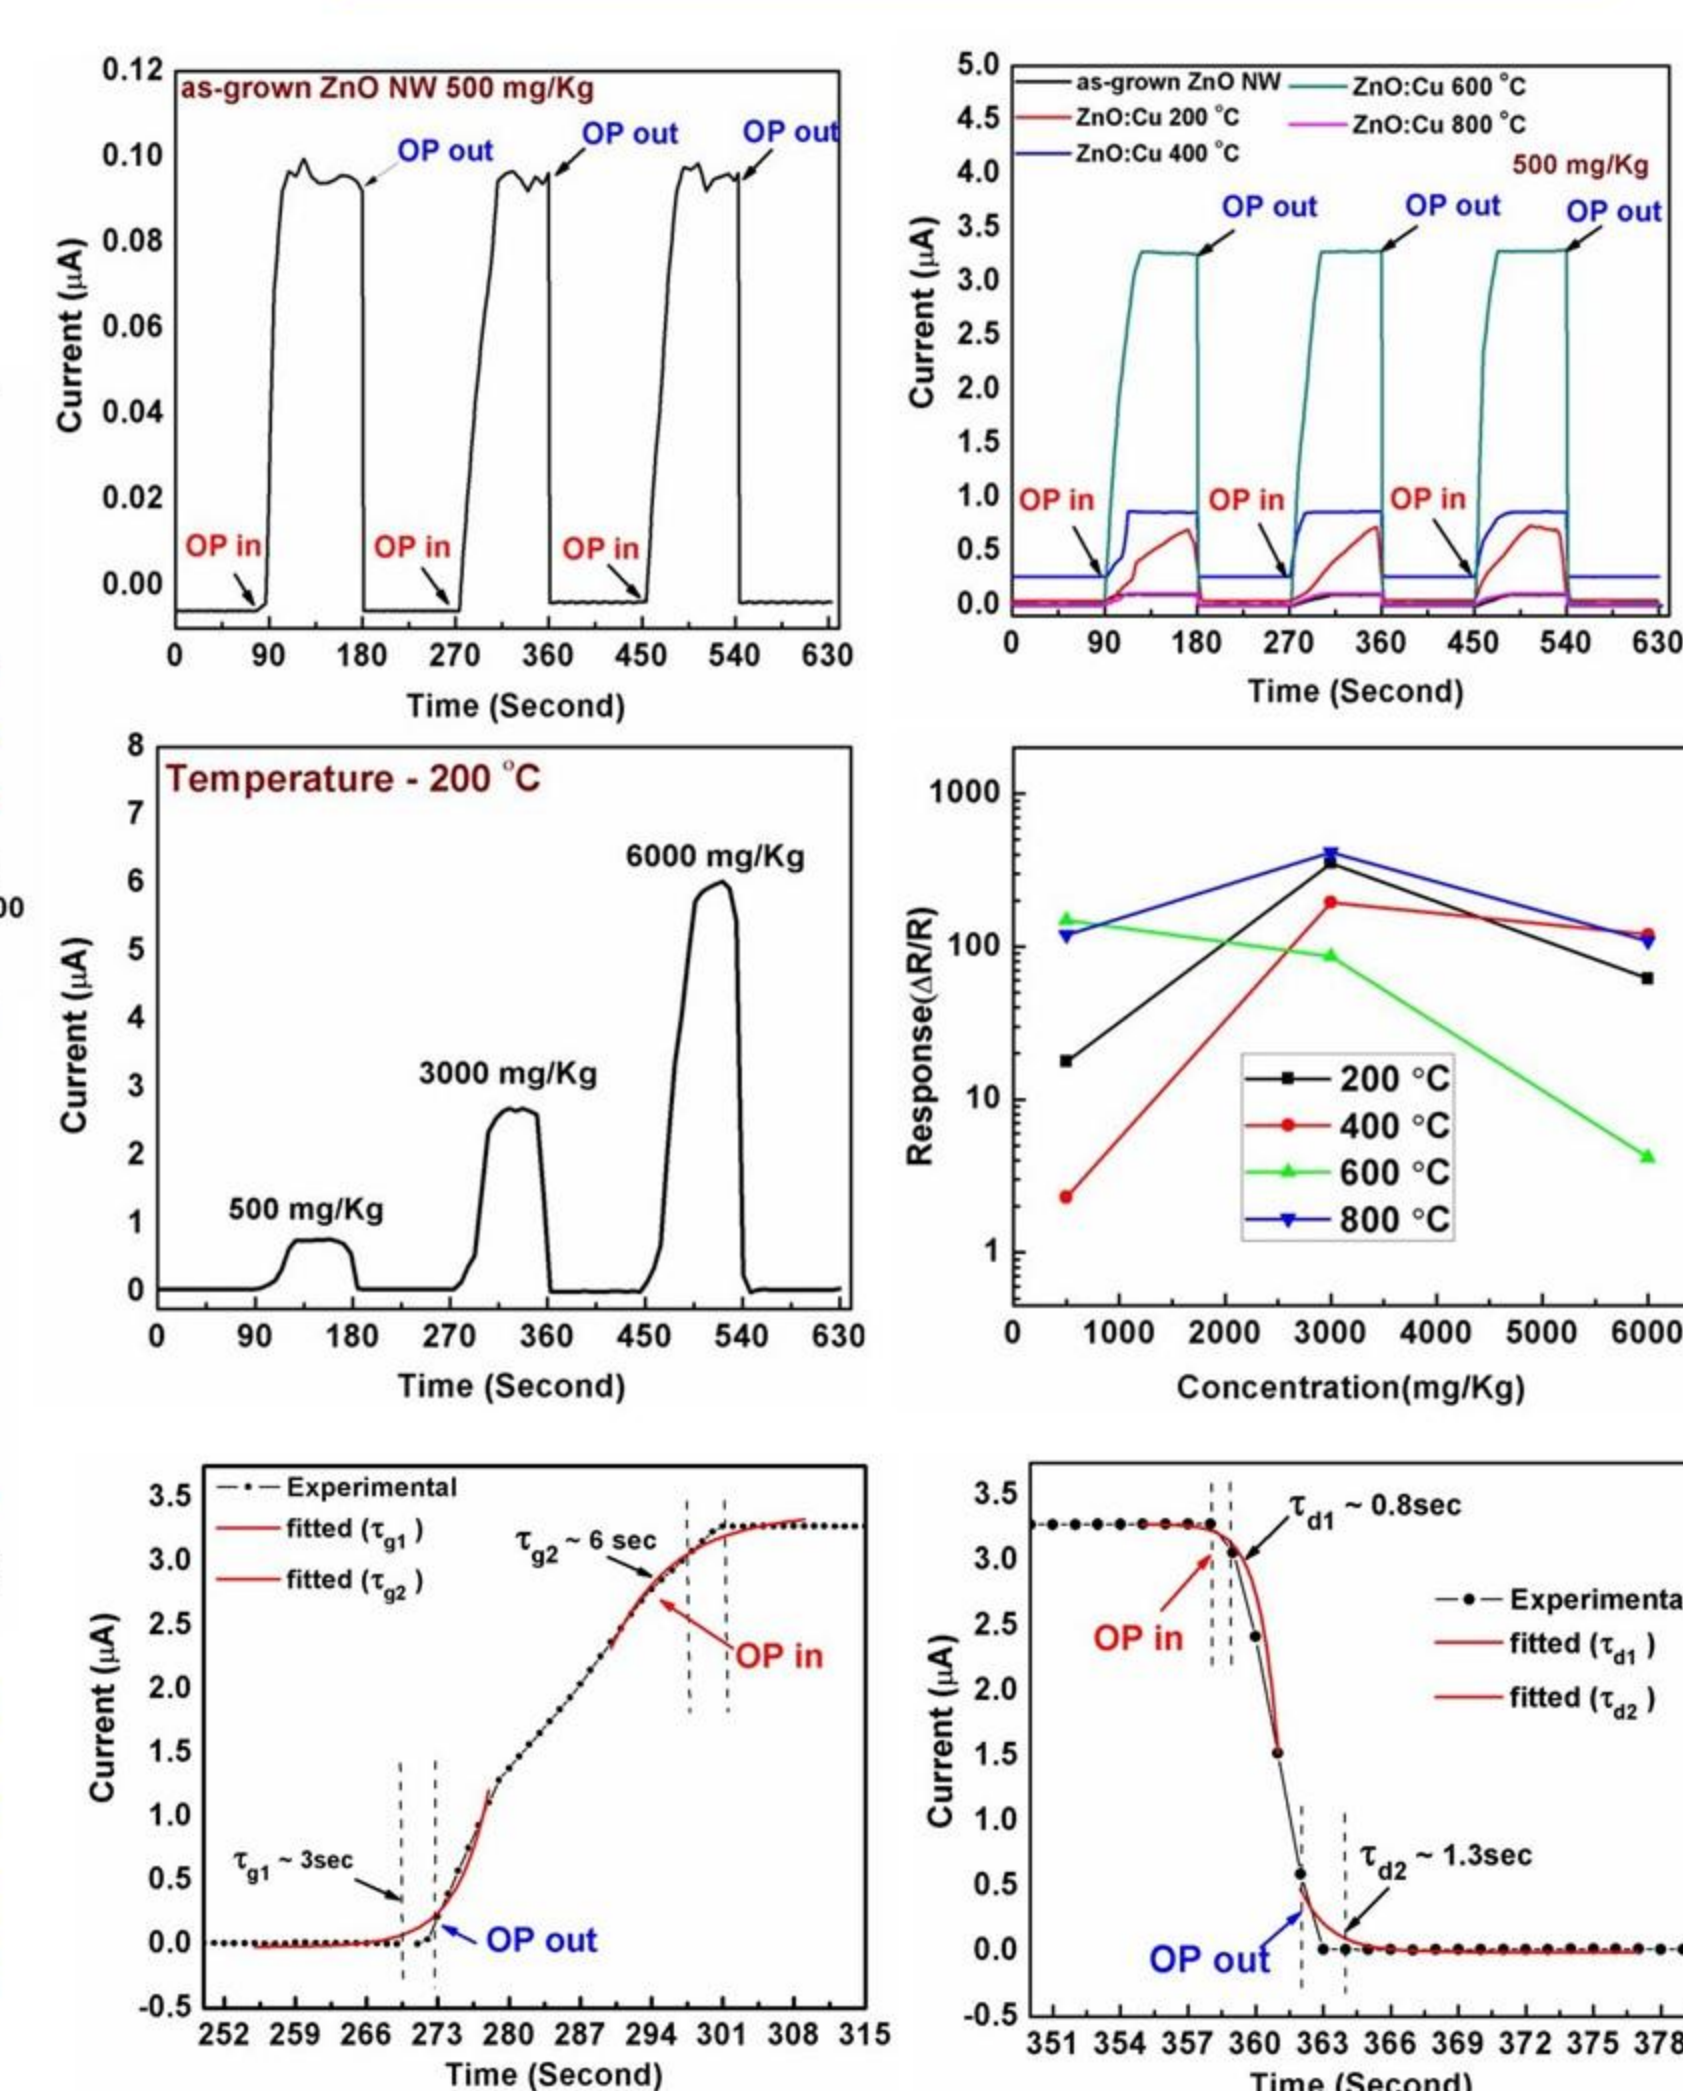 as-grown ZnO NW 500 mg/Kg
0.12
0.10
0.08
0.06
0.04
0.02
0.00
Current (μA)
OP out
OP out
OP out
OP in
OP in
OP in
0 90 180 270 360 450 540 630
Time (Second)
5.0
4.5
4.0
3.5
3.0
2.5
2.0
1.5
1.0
0.5
0.0
Current (μA)
as-grown ZnO NW
ZnO:Cu 200 °C
ZnO:Cu 400 °C
ZnO:Cu 600 °C
ZnO:Cu 800 °C
500 mg/Kg
OP out
OP out
OP out
OP in
OP in
OP in
0 90 180 270 360 450 540 630
Time (Second)
00
Temperature - 200 °C
8
7
6
5
4
3
2
1
0
Current (μA)
500 mg/Kg
3000 mg/Kg
6000 mg/Kg
0 90 180 270 360 450 540 630
Time (Second)
1000
100
10
1
Response(ΔR/R)
200 °C
400 °C
600 °C
800 °C
0 1000 2000 3000 4000 5000 6000
Concentration(mg/Kg)
3.5
3.0
2.5
2.0
1.5
1.0
0.5
0.0
-0.5
Current (μA)
Experimental
fitted (τg1 )
fitted (τg2 )
τg2 ~ 6 sec
OP in
τg1 ~ 3sec
OP out
252 259 266 273 280 287 294 301 308 315
Time (Second)
3.5
3.0
2.5
2.0
1.5
1.0
0.5
0.0
-0.5
Current (μA)
τd1 ~ 0.8sec
OP in
Experimenta
fitted (τd1 )
fitted (τd2 )
τd2 ~ 1.3sec
OP out
351 354 357 360 363 366 369 372 375 378
Time (Second)